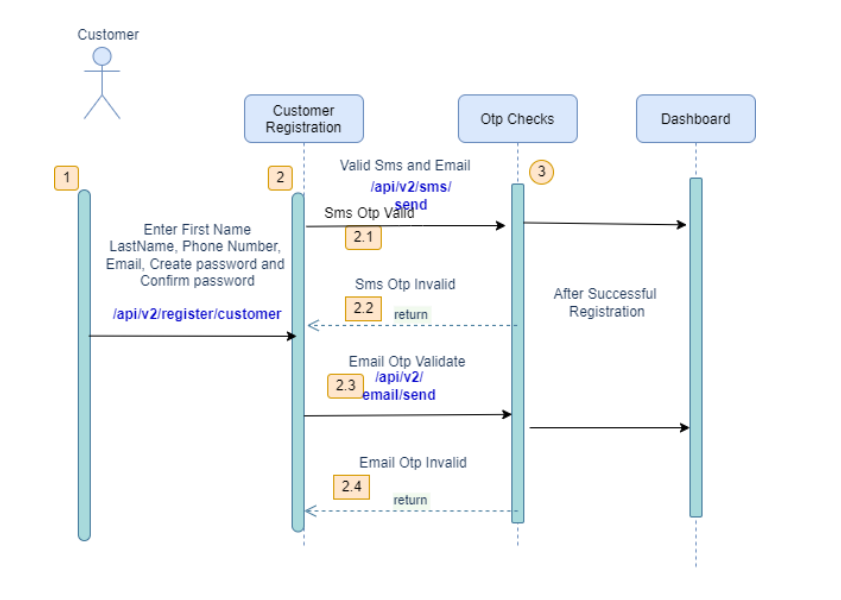 Customer
Customer
Registration
Otp Checks
Dashboard
1
2
Valid Sms and Email
/api/v2/sms/
send
3
Sms Otp Valid
2.1
Enter First Name
LastName, Phone Number,
Email, Create password and
Confirm password
/api/v2/register/customer
Sms Otp Invalid
2.2
return
After Successful
Registration
Email Otp Validate
/api/v2/
email/send
2.3
Email Otp Invalid
2.4
return